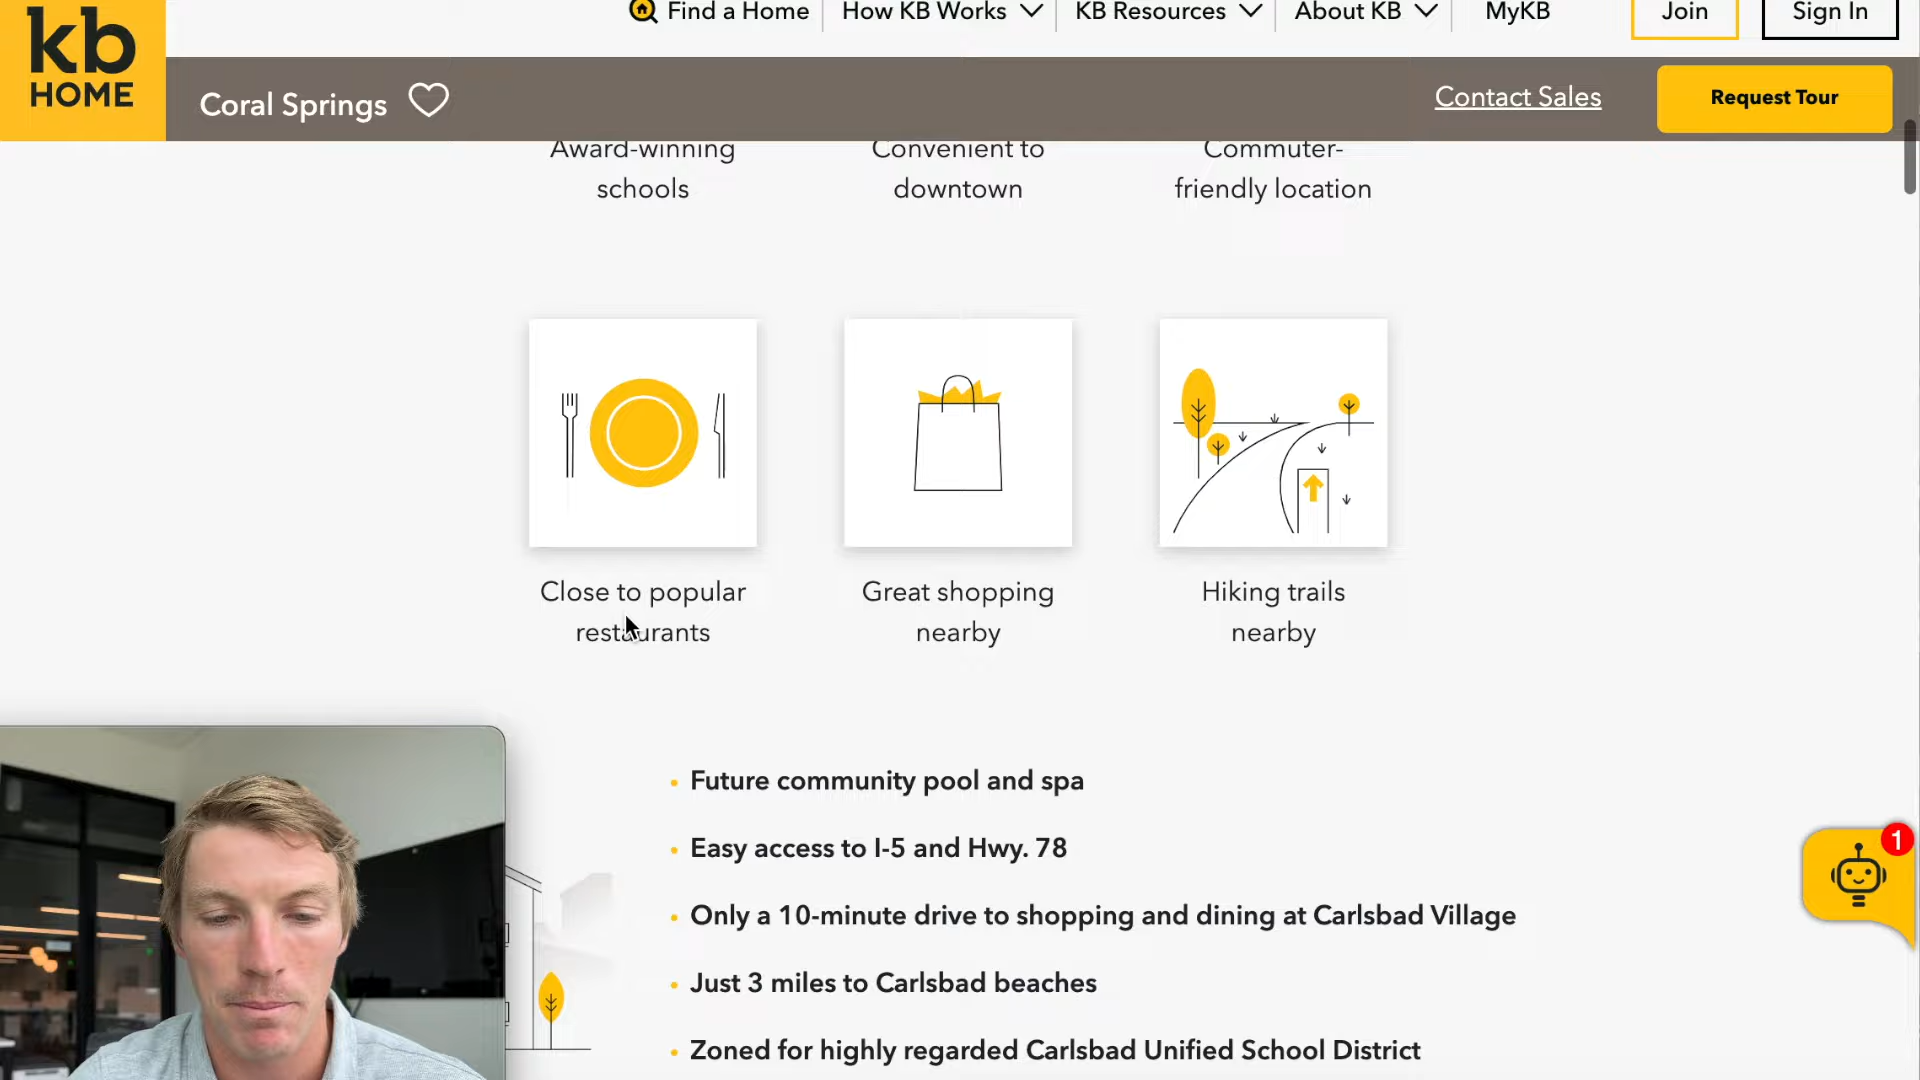 kb
HOME
Find a Home
How KB Works
KB Resources
About KB
MyKB
Join
Sign In
Coral Springs
Contact Sales
Request Tour
Award-winning
schools
Convenient to
downtown
Commuter-
friendly location
Close to popular
restaurants
Great shopping
nearby
Hiking trails
nearby
• Future community pool and spa
• Easy access to I-5 and Hwy. 78
• Only a 10-minute drive to shopping and dining at Carlsbad Village
• Just 3 miles to Carlsbad beaches
• Zoned for highly regarded Carlsbad Unified School District
1